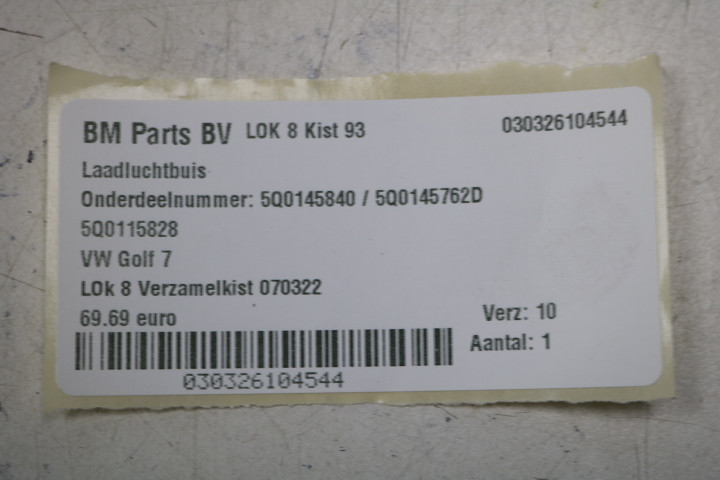 BM Parts BV LOK 8 Kist 93 030326104544
Laadluchtbuis
Onderdeelnummer: 5Q0145840 / 5Q0145762D
5Q0115828
VW Golf 7
LOk 8 Verzamelkist 070322
69.69 euro Verz: 10
Aantal: 1
030326104544